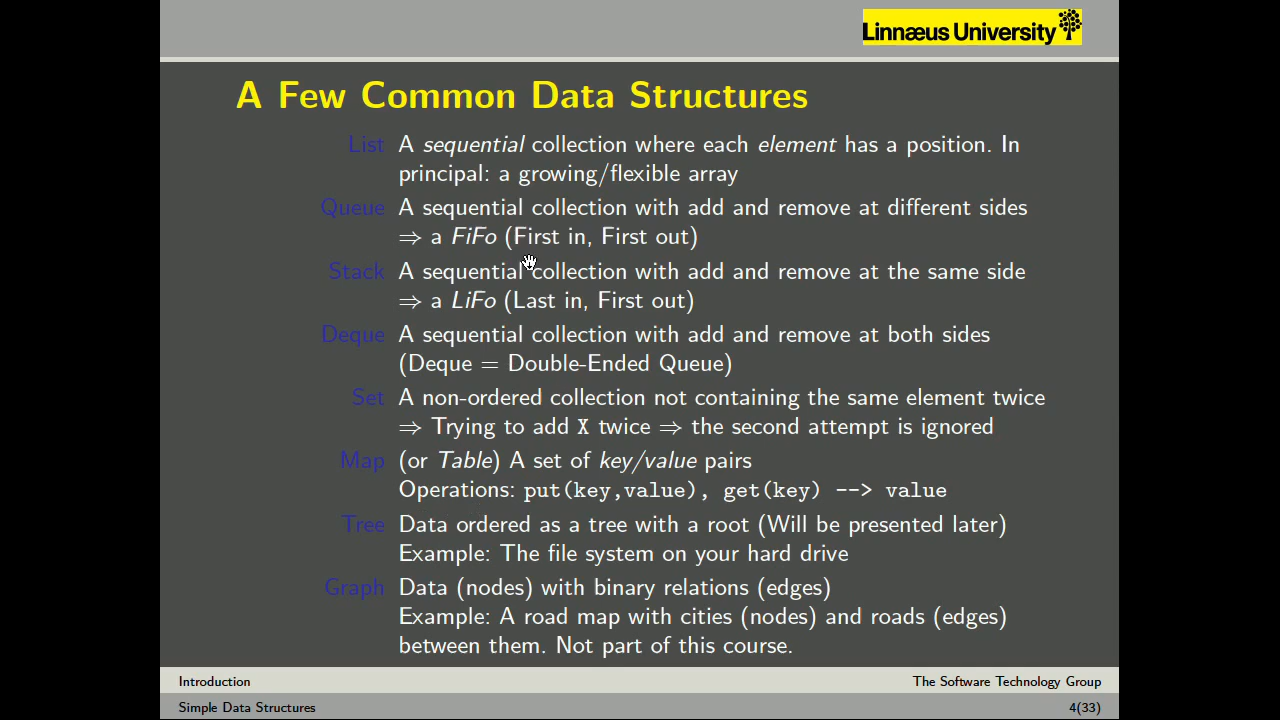 Linnæus University
A Few Common Data Structures
List A sequential collection where each element has a position. In
principal: a growing/flexible array
Queue A sequential collection with add and remove at different sides
⇒ a FiFo (First in, First out)
Stack A sequential collection with add and remove at the same side
⇒ a LiFo (Last in, First out)
Deque A sequential collection with add and remove at both sides
(Deque = Double-Ended Queue)
Set A non-ordered collection not containing the same element twice
⇒ Trying to add X twice ⇒ the second attempt is ignored
Map (or Table) A set of key/value pairs
Operations: put(key,value), get(key) --> value
Tree Data ordered as a tree with a root (Will be presented later)
Example: The file system on your hard drive
Graph Data (nodes) with binary relations (edges)
Example: A road map with cities (nodes) and roads (edges)
between them. Not part of this course.
Introduction The Software Technology Group
Simple Data Structures 4(33)